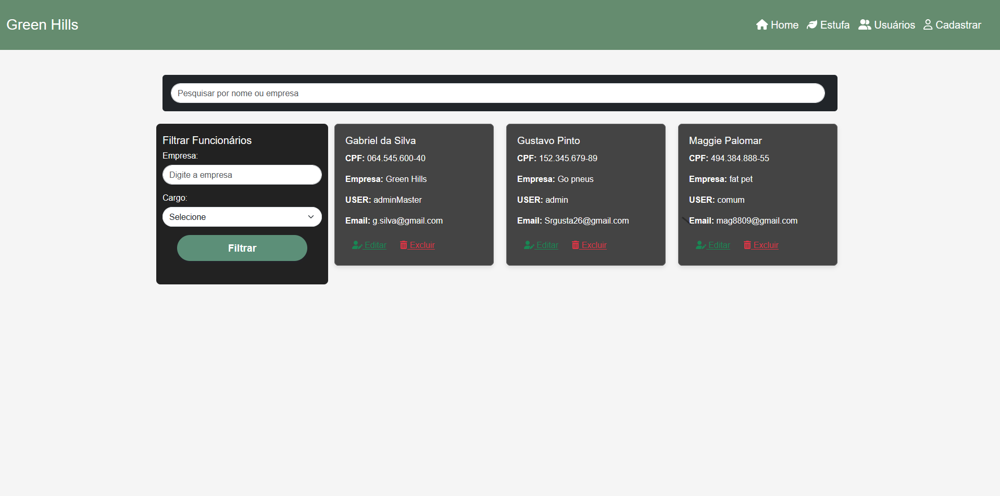 Green Hills
Home Estufa Usuários Cadastrar
Pesquisar por nome ou empresa
Filtrar Funcionários
Empresa:
Digite a empresa
Cargo:
Selecione
Filtrar
Gabriel da Silva
CPF: 064.545.600-40
Empresa: Green Hills
USER: adminMaster
Email: g.silva@gmail.com
Editar Excluir
Gustavo Pinto
CPF: 152.345.679-89
Empresa: Go pneus
USER: admin
Email: Srgusta26@gmail.com
Editar Excluir
Maggie Palomar
CPF: 494.384.888-55
Empresa: fat pet
USER: comum
Email: mag8809@gmail.com
Editar Excluir